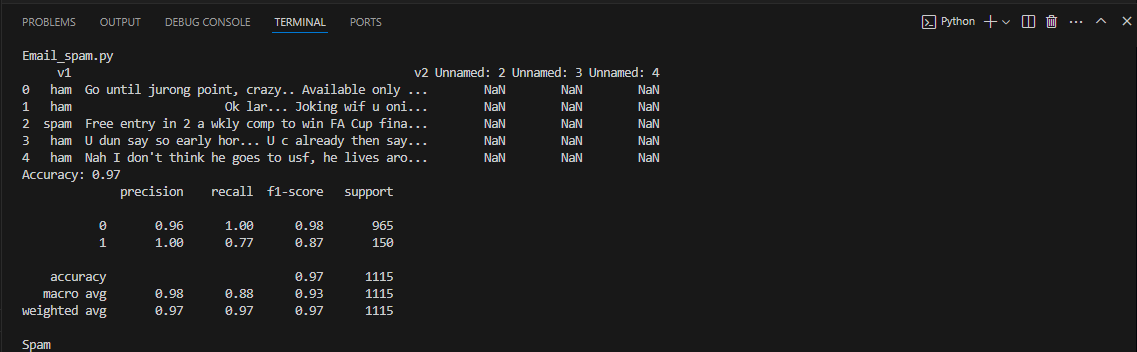 PROBLEMS OUTPUT DEBUG CONSOLE TERMINAL PORTS Python
Email_spam.py
v1 v2 Unnamed: 2 Unnamed: 3 Unnamed: 4
0 ham Go until jurong point, crazy.. Available only ... NaN NaN NaN
1 ham Ok lar... Joking wif u oni... NaN NaN NaN
2 spam Free entry in 2 a wkly comp to win FA Cup fina... NaN NaN NaN
3 ham U dun say so early hor... U c already then say... NaN NaN NaN
4 ham Nah I don't think he goes to usf, he lives aro... NaN NaN NaN
Accuracy: 0.97
precision recall f1-score support
0 0.96 1.00 0.98 965
1 1.00 0.77 0.87 150
accuracy 0.97 1115
macro avg 0.98 0.88 0.93 1115
weighted avg 0.97 0.97 0.97 1115
Spam